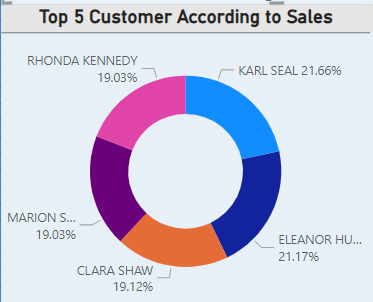 Top 5 Customer According to Sales
RHONDA KENNEDY
19.03%
KARL SEAL 21.66%
MARION S...
19.03%
ELEANOR HU...
21.17%
CLARA SHAW
19.12%